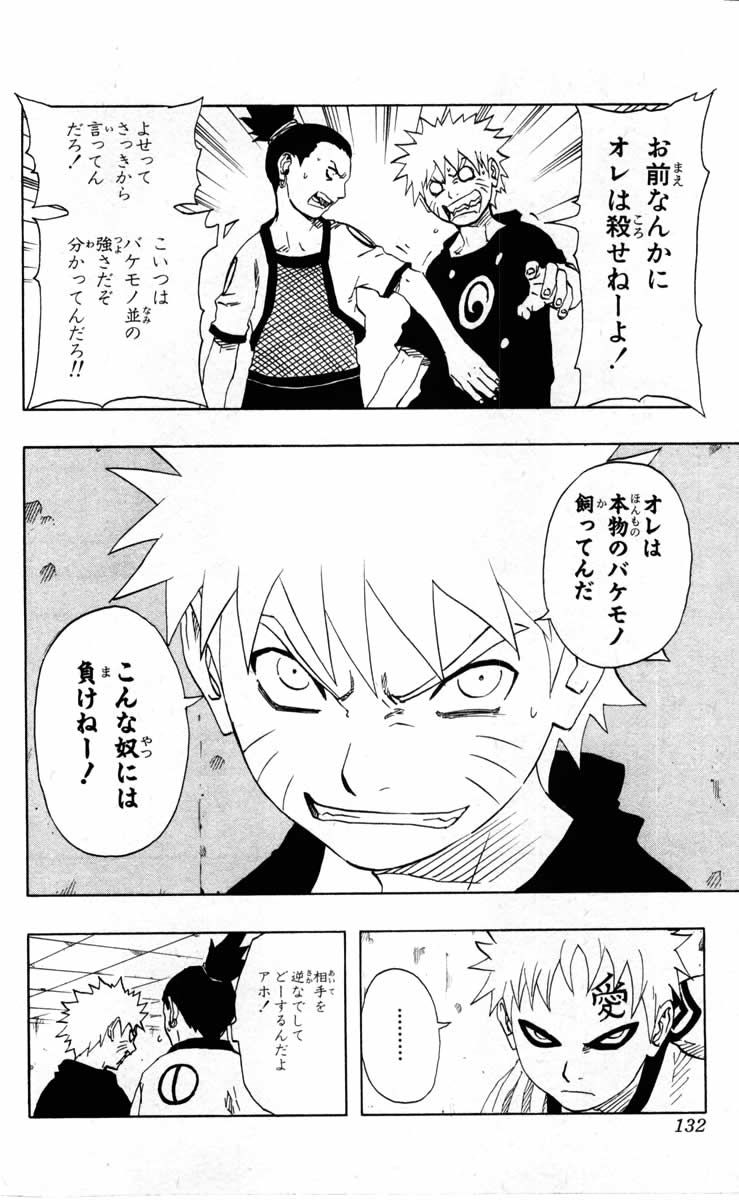 お前なんかに
オレは殺せねーよ!
よせって
さっきから
言ってん
だろ!
こいつは
バケモノ並の
強さだぞ
分かってんだろ!!
オレは
本物のバケモノ
飼ってんだ
こんな奴には
負けねー!
愛
………
相手を
逆なでして
どーするんだよ
アホ!
132